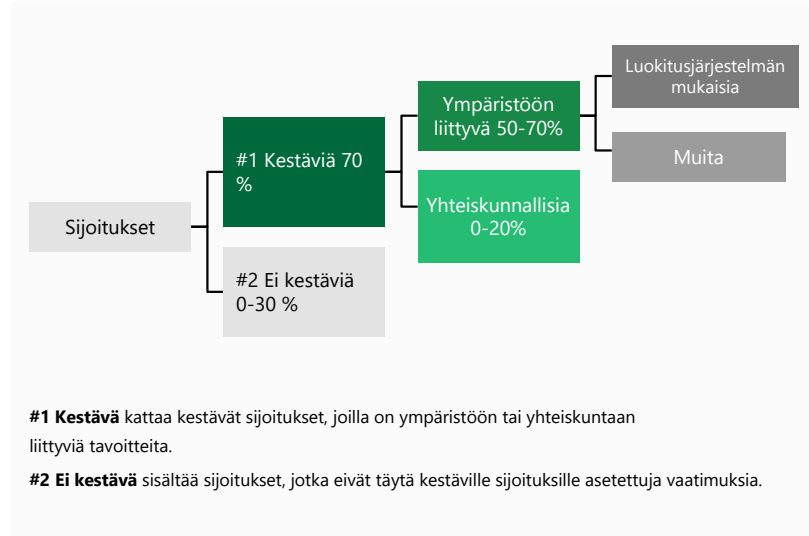 Luokitusjärjestelmän
mukaisia
Ympäristöön
liittyvä 50-70%
#1 Kestäviä 70
%
Muita
Yhteiskunnallisia
0-20%
Sijoitukset
#2 Ei kestäviä
0-30 %
#1 Kestävä kattaa kestävät sijoitukset, joilla on ympäristöön tai yhteiskuntaan
liittyviä tavoitteita.
#2 Ei kestävä sisältää sijoitukset, jotka eivät täytä kestäville sijoituksille asetettuja vaatimuksia.